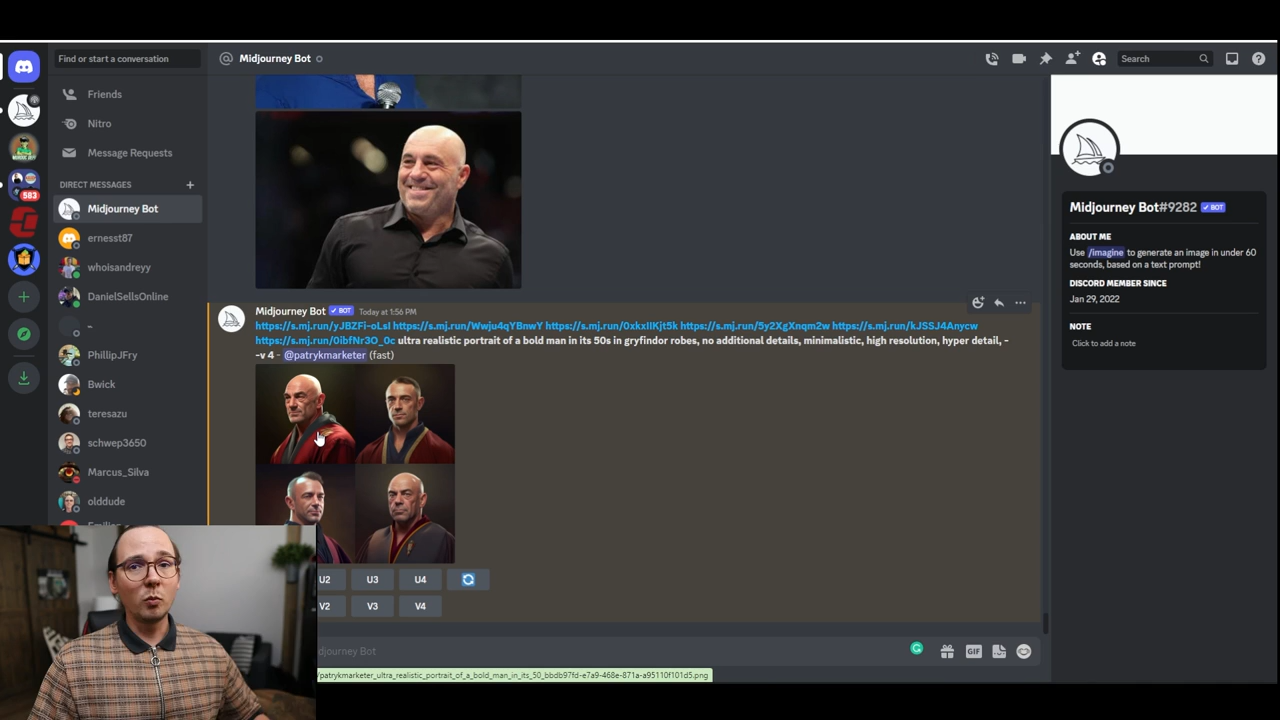 Find or start a conversation
Friends
Nitro
Message Requests
DIRECT MESSAGES
Midjourney Bot
ernesst87
whoisandreyy
DanielSellsOnline
~
PhillipJFry
Bwick
teresazu
schwep3650
Marcus_Silva
olddude
583
@ Midjourney Bot
Search
Midjourney Bot BOT Today at 1:56 PM
https://s.mj.run/yJBZFi-oLsI https://s.mj.run/Wwju4qYBnwY https://s.mj.run/0xkxIIKjt5k https://s.mj.run/5y2XgXnqm2w https://s.mj.run/kJSSJ4Anycw
https://s.mj.run/0ibfNr3O_0c ultra realistic portrait of a bold man in its 50s in gryfindor robes, no additional details, minimalistic, high resolution, hyper detail, -
-v 4 - @patrykmarketer (fast)
U2 U3 U4
V2 V3 V4
djourney Bot
GIF
/patrykmarketer_ultra_realistic_portrait_of_a_bold_man_in_its_50_bbdb97fd-e7a9-468e-871a-a95110f101d5.png
Midjourney Bot#9282 BOT
ABOUT ME
Use /imagine to generate an image in under 60
seconds, based on a text prompt!
DISCORD MEMBER SINCE
Jan 29, 2022
NOTE
Click to add a note